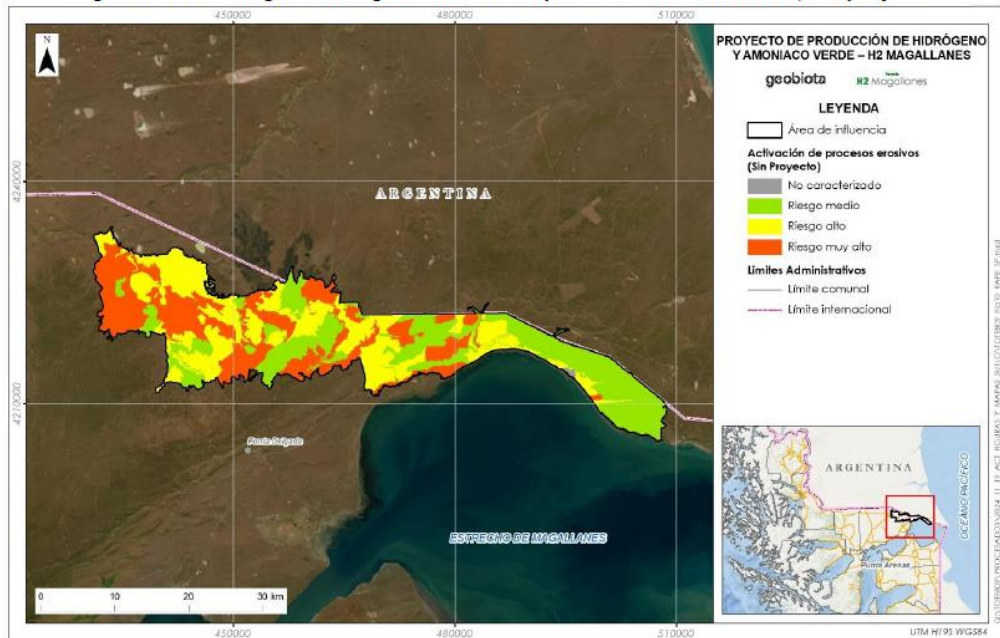 450000
480000
510000
N
4240000
4210000
ARGENTINA
Punta Delgada
ESTRECHO DE MAGALLANES
0 10 20 30 km
450000
480000
510000
PROYECTO DE PRODUCCIÓN DE HIDRÓGENO
Y AMONIACO VERDE – H2 MAGALLANES
geobiota
H2 Magallanes
LEYENDA
Área de influencia
Activación de procesos erosivos
(Sin Proyecto)
No caracterizado
Riesgo medio
Riesgo alto
Riesgo muy alto
Límites Administrativos
Límite comunal
Límite internacional
ARGENTINA
OCEANO PACÍFICO
Punta Arenas
UTM H19S WGS84